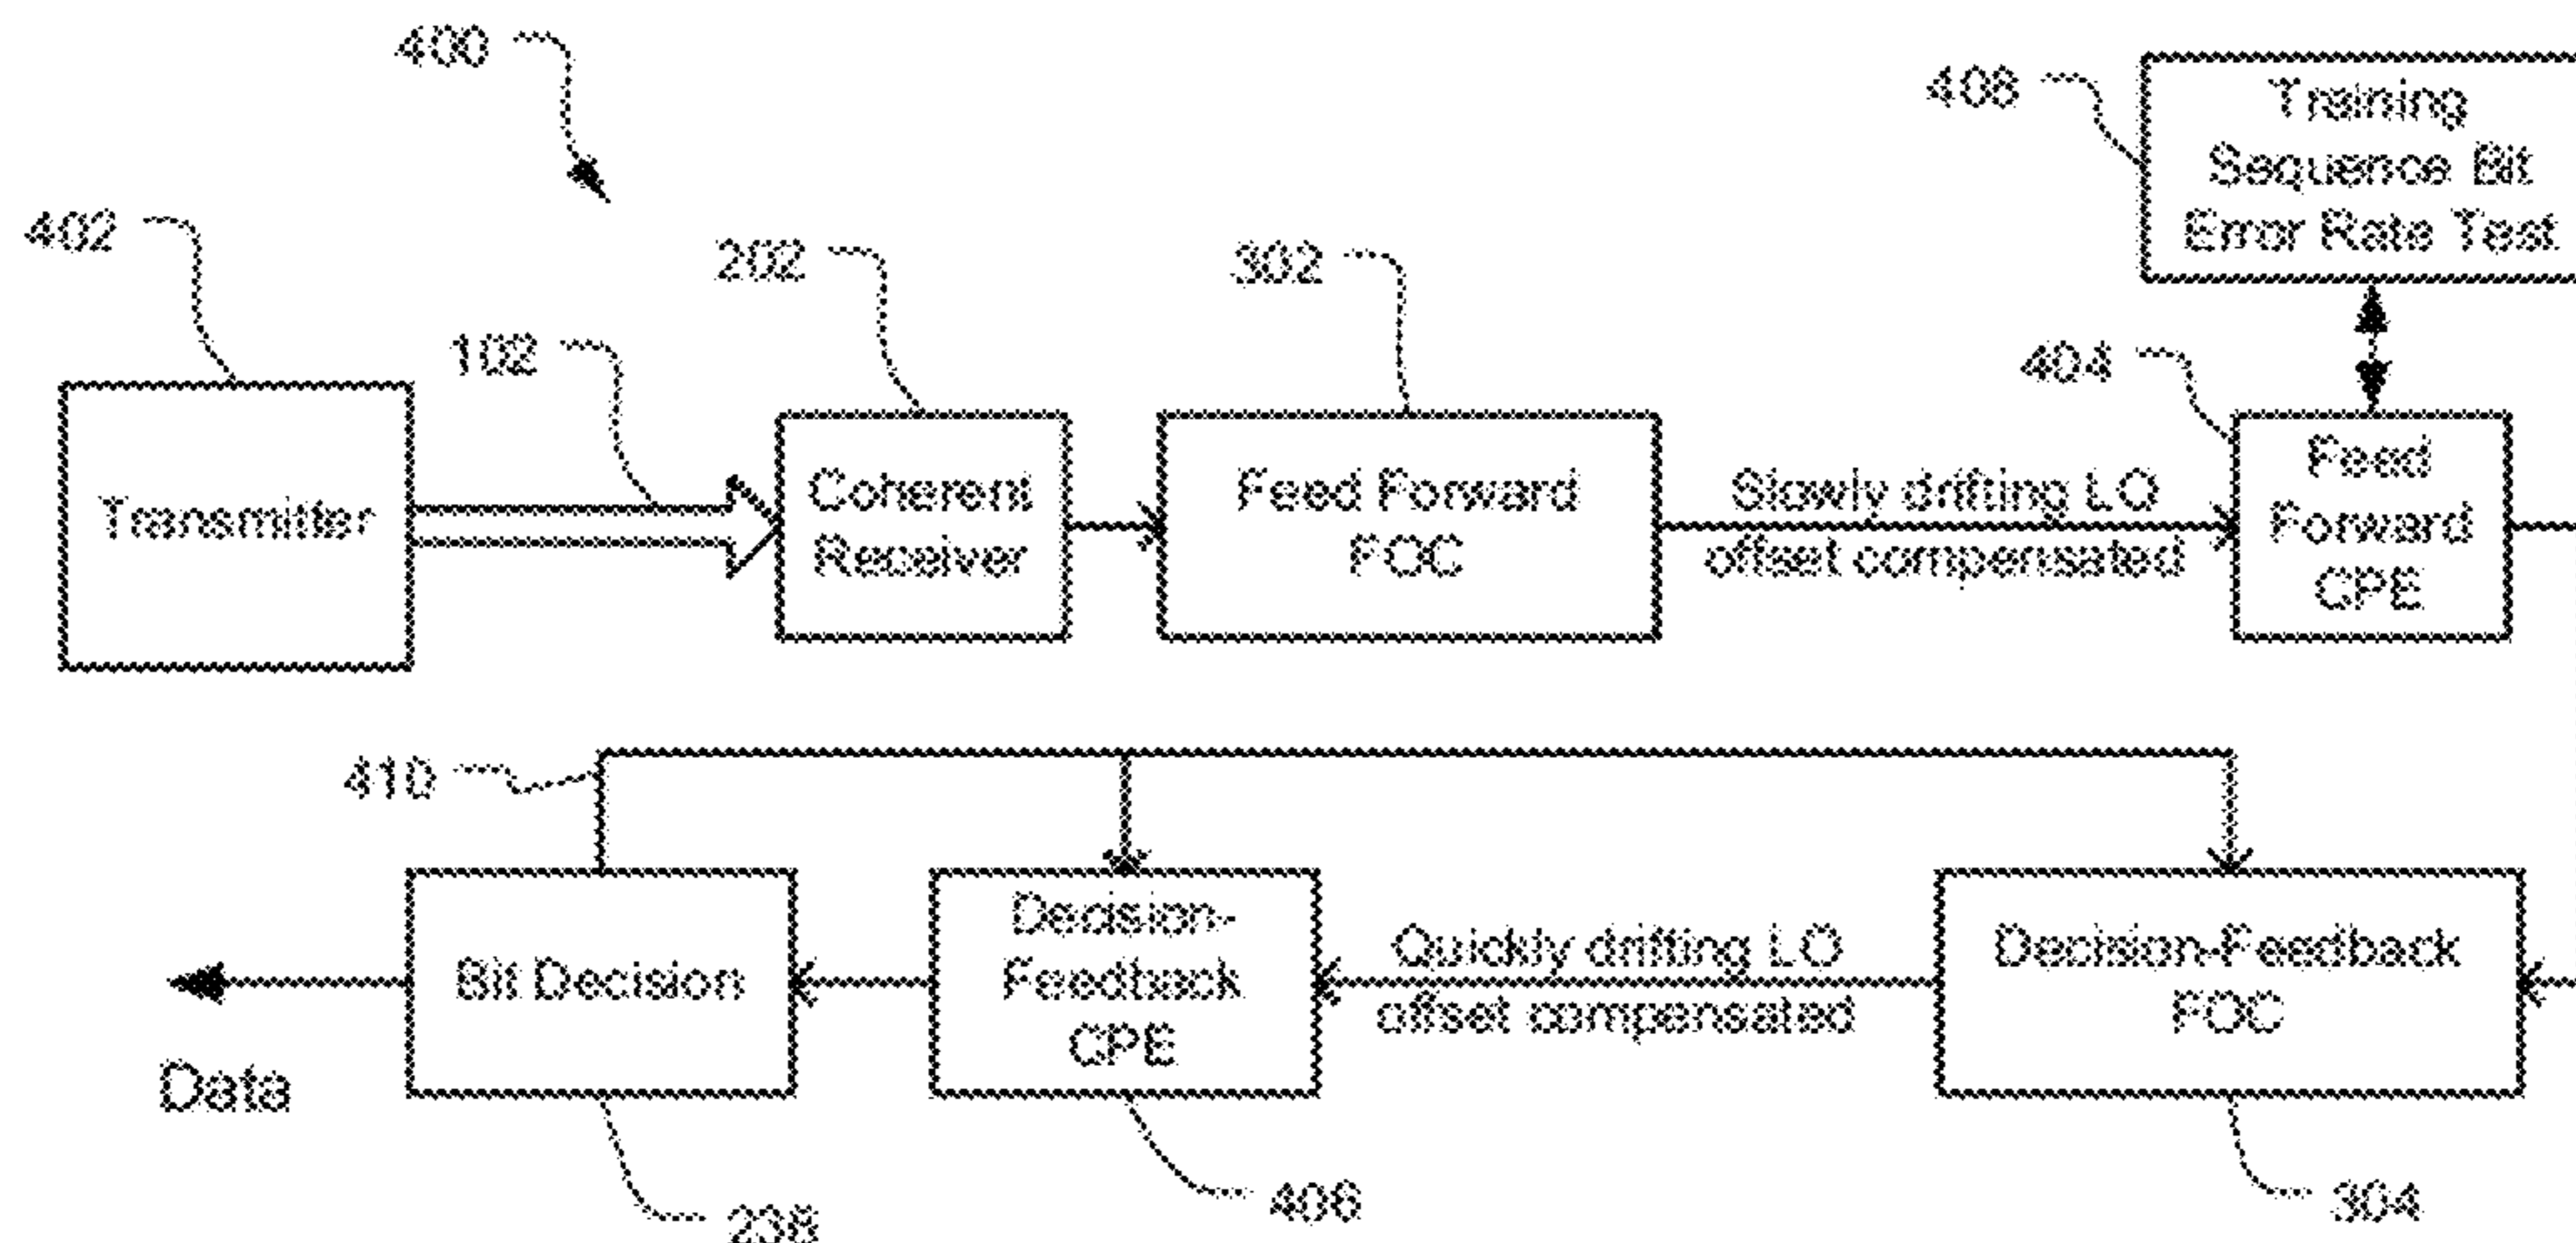 400
408
Training
Sequence Bit
Error Rate Test
402
202
302
102
404
Transmitter
Coherent
Receiver
Feed Forward
FOC
Slowly drifting LO
offset compensated
Feed
Forward
CPE
410
Bit Decision
Decision-
Feedback
CPE
Quickly drifting LO
offset compensated
Decision-Feedback
FOC
Data
238
406
304